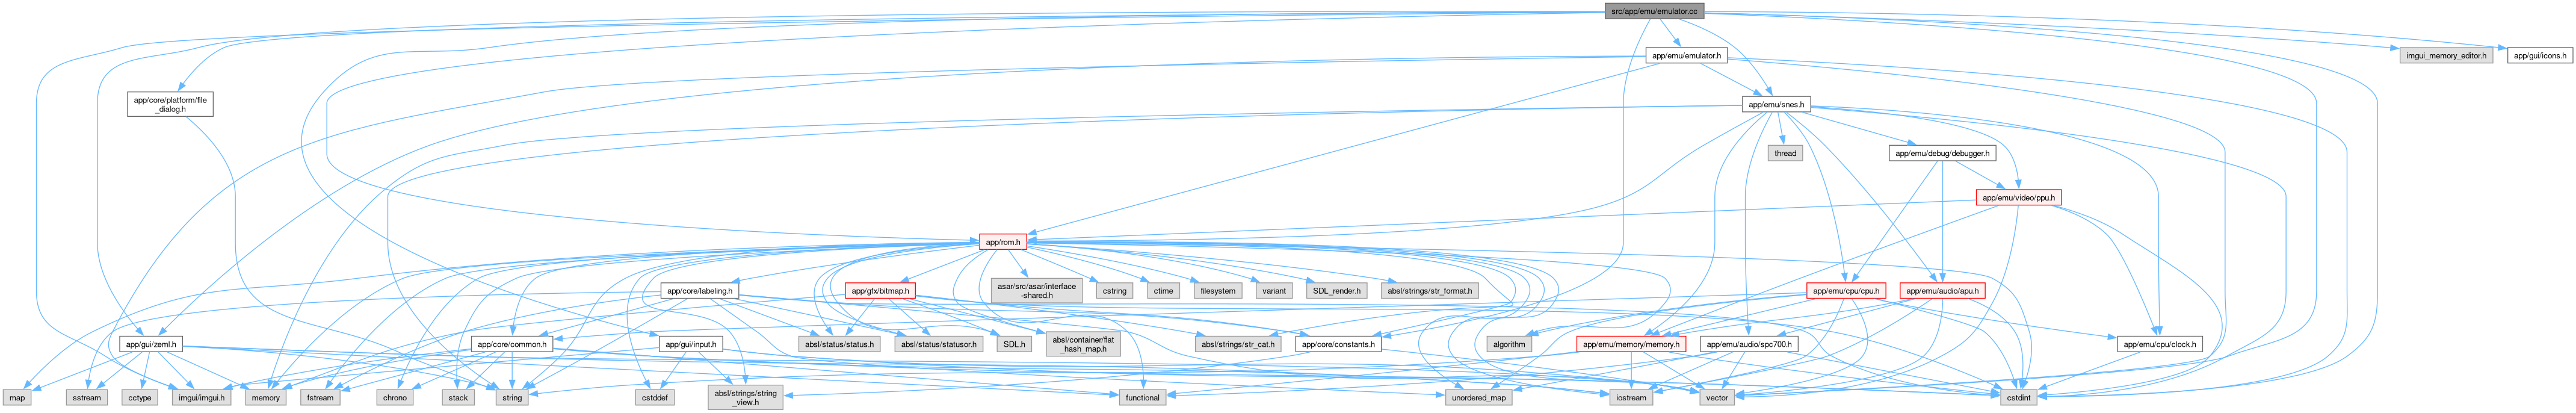 src/app/emu/emulator.cc
app/emu/emulator.h
imgui_memory_editor.h
app/gui/icons.h
app/core/platform/file
_dialog.h
app/emu/snes.h
thread
app/emu/debug/debugger.h
app/emu/video/ppu.h
app/rom.h
app/core/labeling.h
app/gfx/bitmap.h
asar/src/asar/interface
-shared.h
cstring
ctime
filesystem
variant
SDL_render.h
absl/strings/str_format.h
app/emu/cpu/cpu.h
app/emu/audio/apu.h
app/gui/zeml.h
app/core/common.h
app/gui/input.h
absl/status/status.h
absl/status/statusor.h
SDL.h
absl/container/flat
_hash_map.h
absl/strings/str_cat.h
app/core/constants.h
algorithm
app/emu/memory/memory.h
app/emu/audio/spc700.h
app/emu/cpu/clock.h
map
sstream
cctype
imgui/imgui.h
memory
fstream
chrono
stack
string
cstddef
absl/strings/string
_view.h
functional
unordered_map
iostream
vector
cstdint